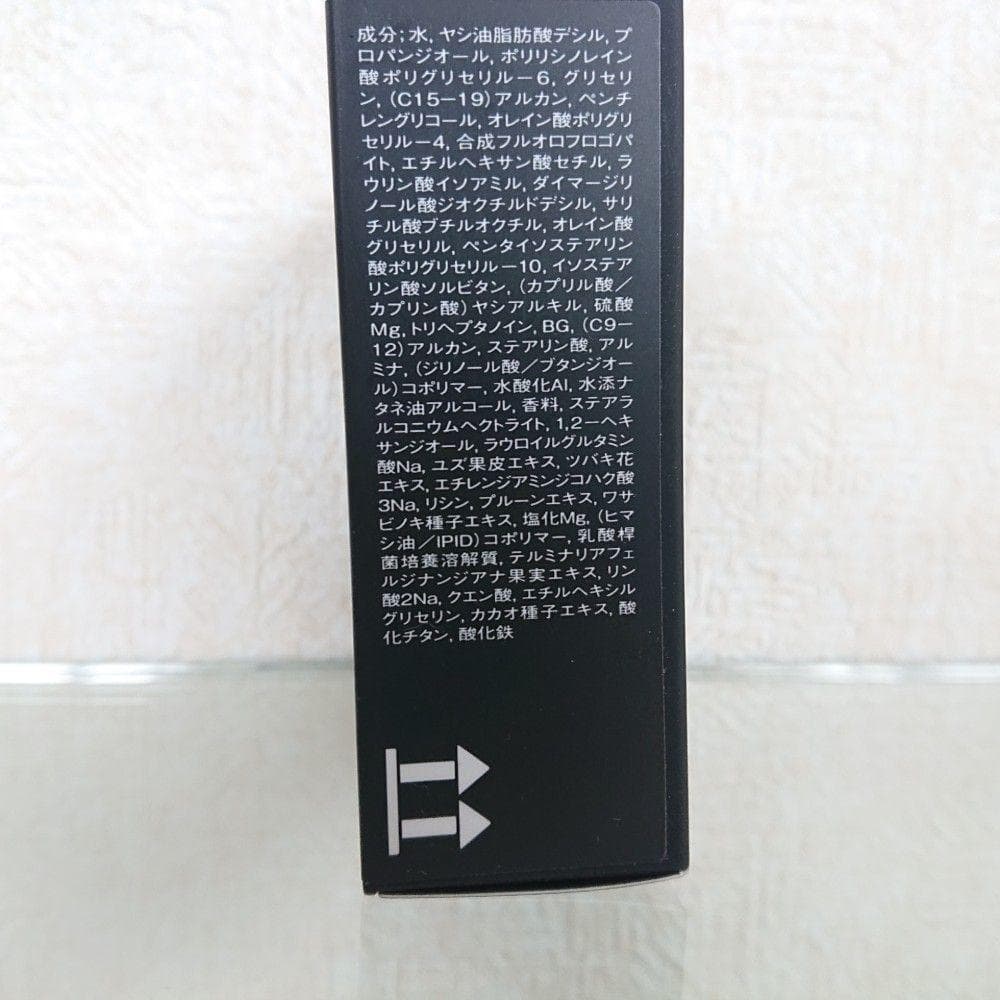 成分；水, ヤシ油脂肪酸デシル, プ
ロパンジオール, ポリリシノレイン
酸ポリグリセリルー6, グリセリ
ン, (C15ー19)アルカン, ペンチ
レングリコール, オレイン酸ポリグリ
セリルー4, 合成フルオロフロゴパ
イト, エチルヘキサン酸セチル, ラ
ウリン酸イソアミル, ダイマージリ
ノール酸ジオクチルドデシル, サリ
チル酸ブチルオクチル, オレイン酸
グリセリル, ペンタイソステアリン
酸ポリグリセリルー10, イソステア
リン酸ソルビタン, (カプリル酸／
カプリン酸)ヤシアルキル, 硫酸
Mg, トリヘプタノイン, BG, (C9ー
12)アルカン, ステアリン酸, アル
ミナ, (ジリノール酸／ブタンジオー
ル)コポリマー, 水酸化Al, 水添ナ
タネ油アルコール, 香料, ステアラ
ルコニウムヘクトライト, 1,2ーヘキ
サンジオール, ラウロイルグルタミン
酸Na, ユズ果皮エキス, ツバキ花
エキス, エチレンジアミンジコハク酸
3Na, リシン, プルーンエキス, ワサ
ビノキ種子エキス, 塩化Mg, (ヒマ
シ油／IPID)コポリマー, 乳酸桿
菌培養溶解質, テルミナリアフェ
ルジナンジアナ果実エキス, リン
酸2Na, クエン酸, エチルヘキシル
グリセリン, カカオ種子エキス, 酸
化チタン, 酸化鉄